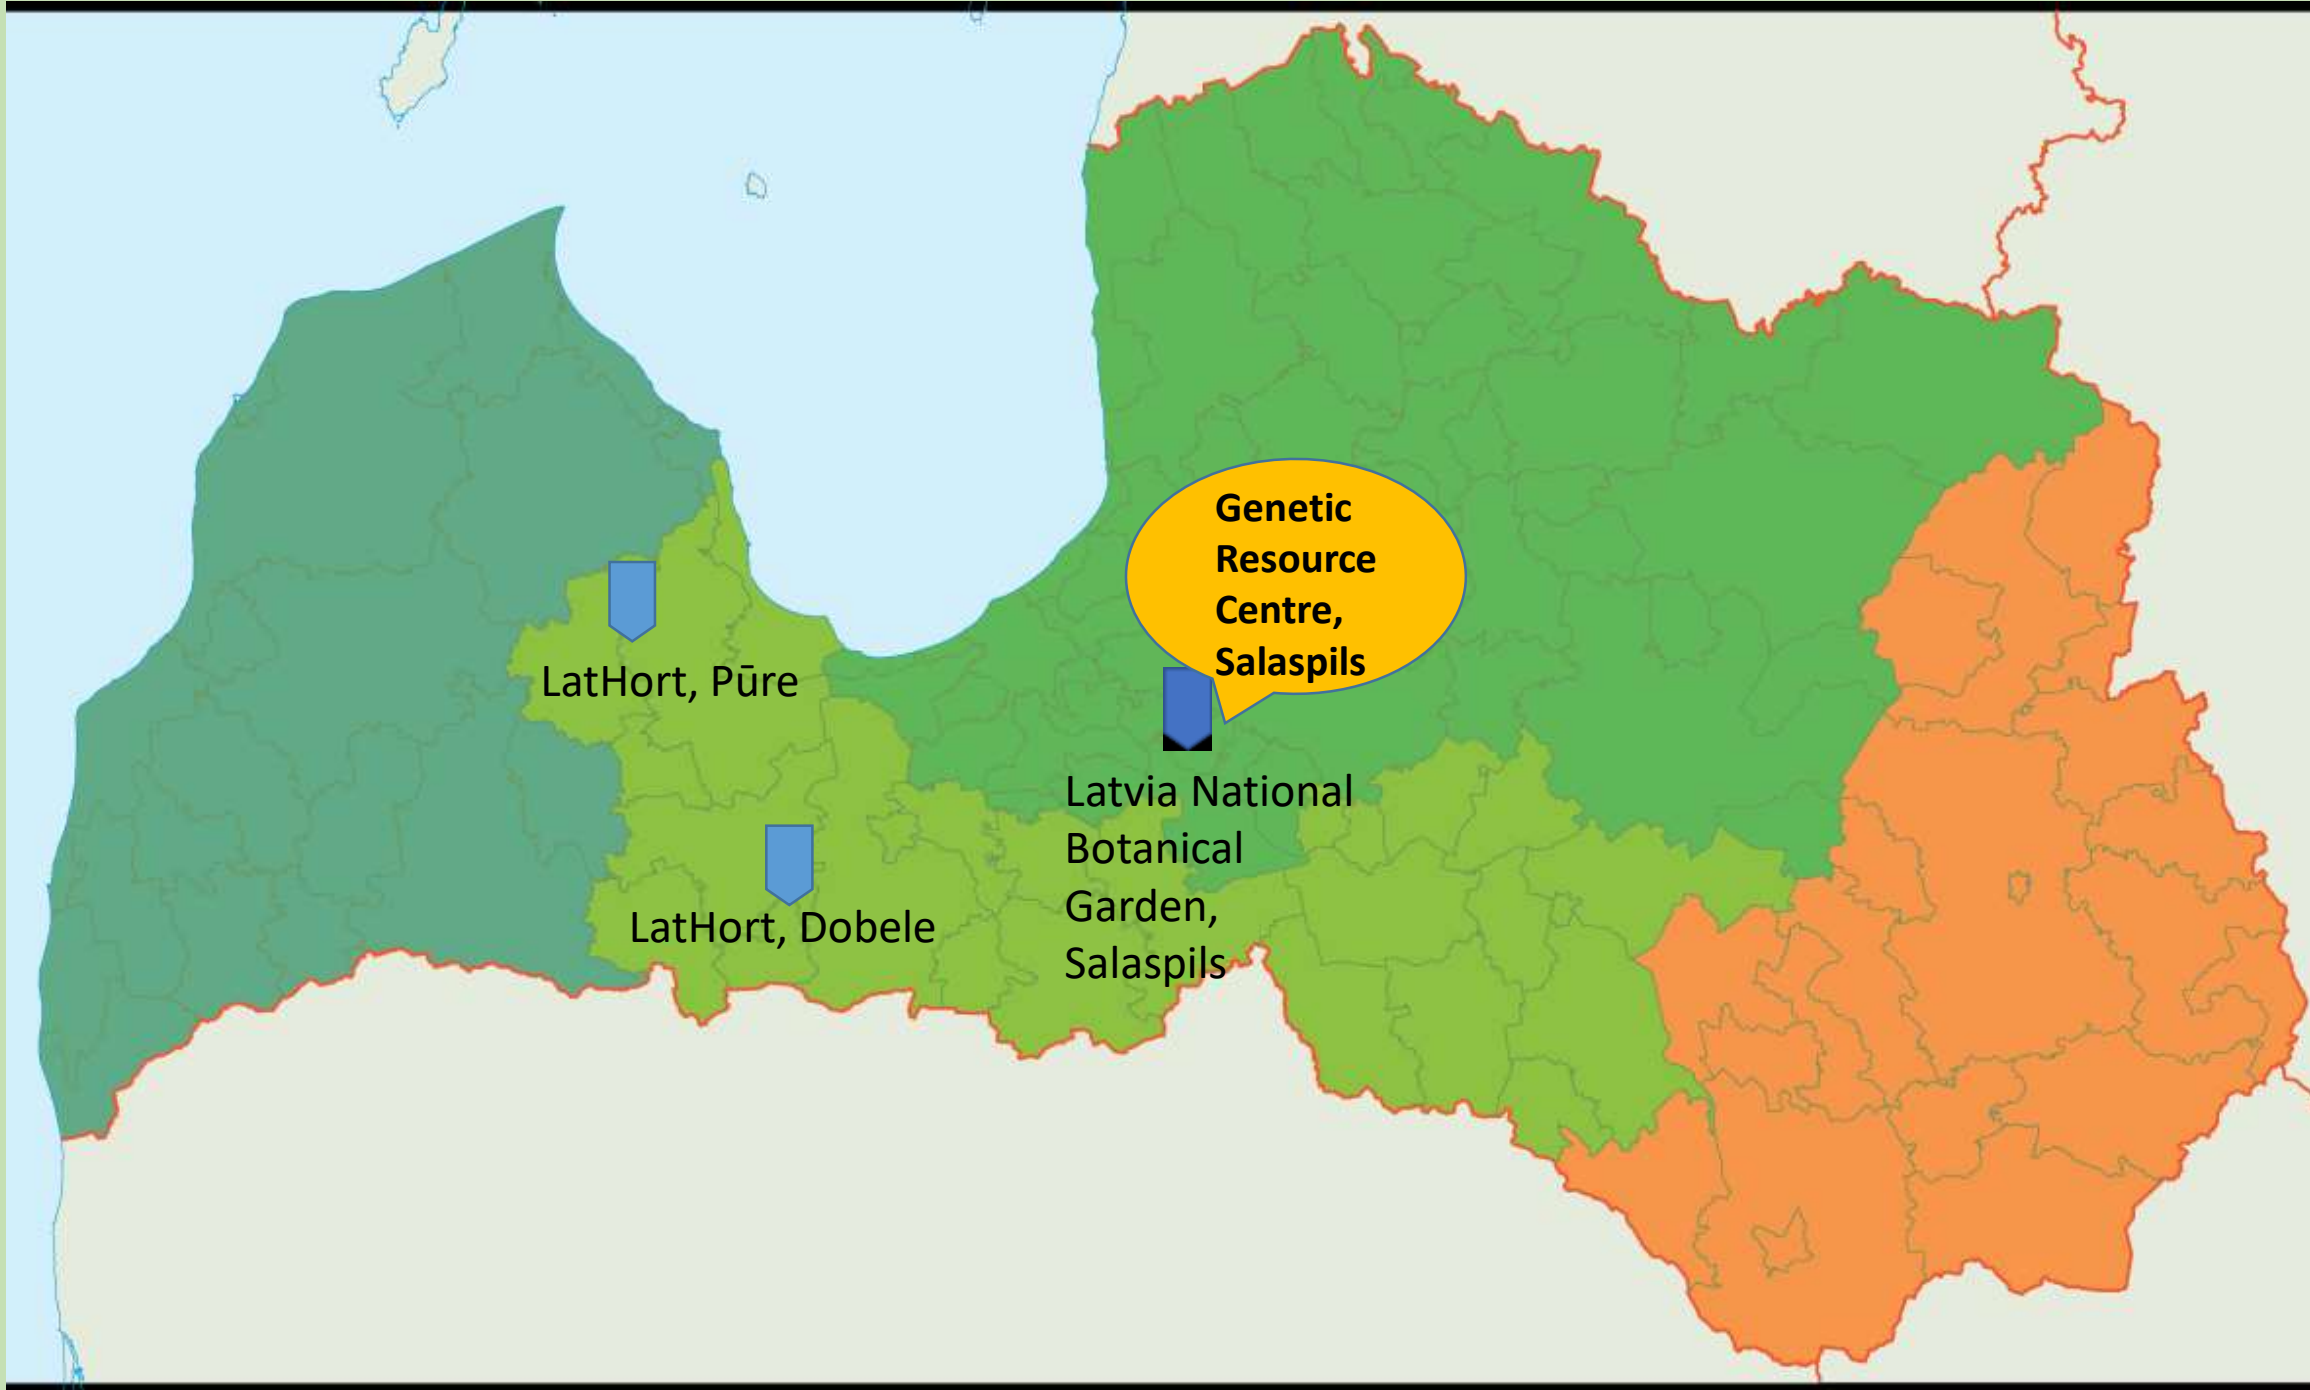 Genetic
Resource
Centre,
Salaspils
LatHort, Pūre
Latvia National
Botanical
Garden,
Salaspils
LatHort, Dobele